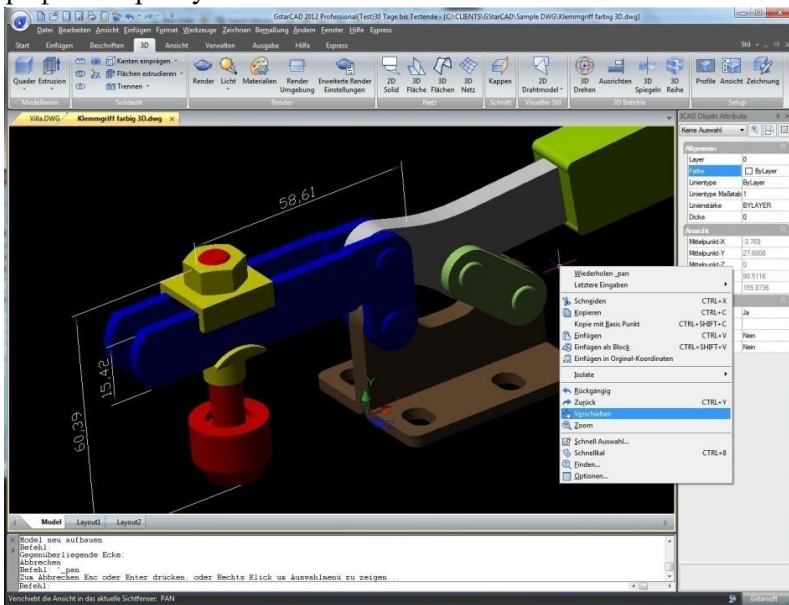 GstarCAD 2012 Professional(Test)30 Tage bis Testende - [C:\CLIENTS\GStarCAD\Sample DWG\Klemmgriff farbig 3D.dwg]
Datei Bearbeiten Ansicht Einfügen Format Werkzeuge Zeichnen Bemaßung Ändern Fenster Hilfe Express
Start Einfügen Beschriften 3D Ansicht Verwalten Ausgabe Hilfe Express
Stil
Kanten einprägen
Flächen extrudieren
Trennen
Quader Extrusion
Render Licht Materialien Render Umgebung Erweiterte Render Einstellungen
2D Solid 3D Fläche 3D Flächen 3D Netz
Kappen
2D Drahtmodel
3D Drehen Ausrichten 3D Spiegeln 3D Reihe
Profile Ansicht Zeichnung
Modellieren Solidedit Render Netz Schnitt Visueller Stil 3D Befehle Setup
Villa.DWG Klemmgriff farbig 3D.dwg
ICAD Objekt Attribute
Keine Auswahl
Allgemein
Layer 0
Farbe ByLayer
Linientype ByLayer
Linientype Maßstab 1
Linienstärke BYLAYER
Dicke 0
Ansicht
Mittelpunkt-X -3.769
Mittelpunkt-Y 27.6008
Mittelpunkt-Z 0
90.5116
155.8736
Ja
Nein
Nein
58,61
15,42
60,39
Y
Wiederholen _pan
Letztere Eingaben
Schneiden CTRL+X
Kopieren CTRL+C
Kopie mit Basis Punkt CTRL+SHIFT+C
Einfügen CTRL+V
Einfügen als Block CTRL+SHIFT+V
Einfügen in Orginal-Koordinaten
Isolate
Rückgängig
Zurück CTRL+Y
Verschieben
Zoom
Schnell Auswahl...
Schnellkal CTRL+8
Finden...
Optionen...
Model Layout1 Layout2
Model neu aufbauen
Befehl:
Gegenüberliegende Ecke:
Abbrechen
Befehl: '_pan
Zum Abbrechen Esc oder Enter drücken, oder Rechts Klick um Auswahlmenü zu zeigen...
Befehl:
Verschiebt die Ansicht in das aktuelle Sichtfenser: PAN
Gstarsoft